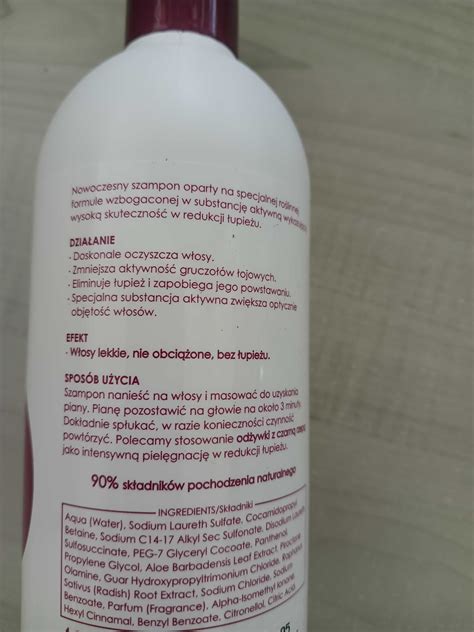 Nowoczesny szampon oparty na specjalnej roślinnej
formule wzbogaconej w substancję aktywną
wysoką skuteczność w redukcji łupieżu.
DZIAŁANIE
- Doskonale oczyszcza włosy.
- Zmniejsza aktywność gruczołów łojowych.
- Eliminuje łupież i zapobiega jego powstawaniu.
- Specjalna substancja aktywna zwiększa optycznie
objętość włosów.
EFEKT
- Włosy lekkie, nie obciążone, bez łupieżu.
SPOSÓB UŻYCIA
Szampon nanieść na włosy i masować do uzyskania
piany. Pianę pozostawić na głowie na około 3 minuty.
Dokładnie spłukać, w razie konieczności czynność
powtórzyć. Polecamy stosowanie odżywki z czarną
jako intensywną pielęgnację w redukcji łupieżu.
90% składników pochodzenia naturalnego
INGREDIENTS/Składniki
Aqua (Water), Sodium Laureth Sulfate, Cocamidopropyl
Betaine, Sodium C14-17 Alkyl Sec Sulfonate, Disodium Laureth
Sulfosuccinate, PEG-7 Glyceryl Cocoate, Panthenol,
Propylene Glycol, Aloe Barbadensis Leaf Extract, Piroctone
Olamine, Guar Hydroxypropyltrimonium Chloride, Raphanus
Sativus (Radish) Root Extract, Sodium Chloride, Sodium
Benzoate, Parfum (Fragrance), Alpha-Isomethyl Ionone,
Hexyl Cinnamal, Benzyl Benzoate, Citronellol, Citric Acid